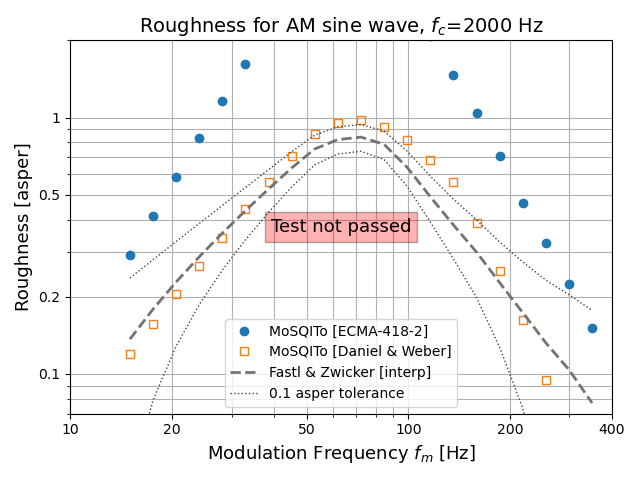 Roughness for AM sine wave, f_c=2000 Hz
Roughness [asper]
1
0.5
0.2
0.1
Test not passed
MoSQITo [ECMA-418-2]
MoSQITo [Daniel & Weber]
Fastl & Zwicker [interp]
0.1 asper tolerance
10 20 50 100 200 400
Modulation Frequency f_m [Hz]